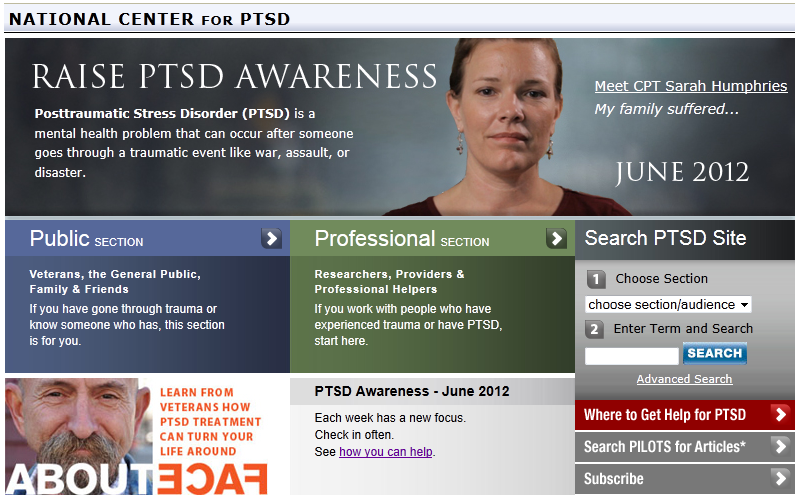 NATIONAL CENTER FOR PTSD
RAISE PTSD AWARENESS
Posttraumatic Stress Disorder (PTSD) is a
mental health problem that can occur after someone
goes through a traumatic event like war, assault, or
disaster.
Meet CPT Sarah Humphries
My family suffered...
JUNE 2012
Public SECTION
Veterans, the General Public,
Family & Friends
If you have gone through trauma or
know someone who has, this section
is for you.
Professional SECTION
Researchers, Providers &
Professional Helpers
If you work with people who have
experienced trauma or have PTSD,
start here.
Search PTSD Site
1 Choose Section
choose section/audience
2 Enter Term and Search
SEARCH
Advanced Search
Where to Get Help for PTSD
Search PILOTS for Articles*
Subscribe
LEARN FROM
VETERANS HOW
PTSD TREATMENT
CAN TURN YOUR
LIFE AROUND
ABOUTFACE
PTSD Awareness - June 2012
Each week has a new focus.
Check in often.
See how you can help.